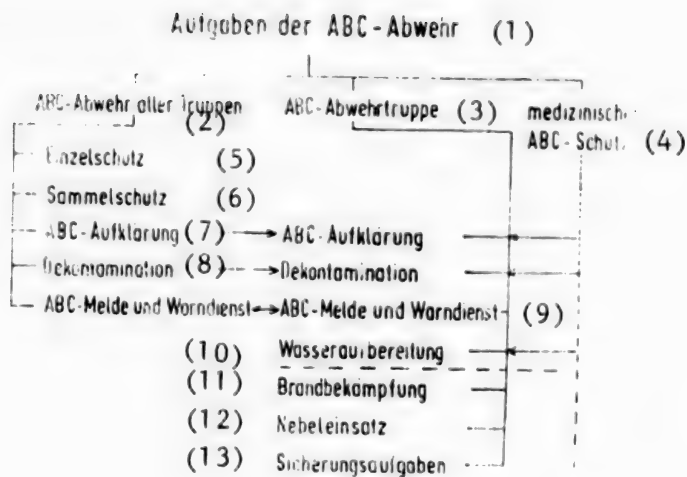 Aufgaben der ABC-Abwehr (1)
ABC-Abwehr aller Truppen (2)
ABC-Abwehrtruppe (3)
medizinisch.
ABC-Schutz (4)
Einzelschutz (5)
Sammelschutz (6)
ABC-Aufklärung (7) ABC-Aufklärung
Dekontamination (8) Dekontamination
ABC-Melde und Warndienst ABC-Melde und Warndienst (9)
(10) Wasseraufbereitung
(11) Brandbekämpfung
(12) Nebeleinsatz
(13) Sicherungsaufgaben